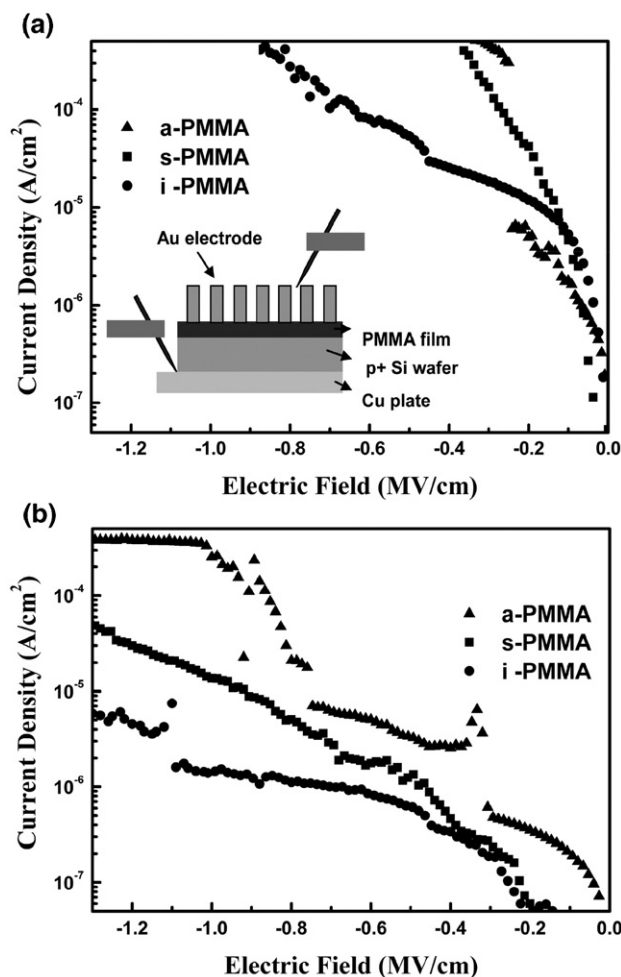 (a)
Current Density (A/cm²)
10⁻⁴
10⁻⁵
10⁻⁶
10⁻⁷
a-PMMA
s-PMMA
i -PMMA
Au electrode
PMMA film
p+ Si wafer
Cu plate
-1.2 -1.0 -0.8 -0.6 -0.4 -0.2 0.0
Electric Field (MV/cm)
(b)
Current Density (A/cm²)
10⁻⁴
10⁻⁵
10⁻⁶
10⁻⁷
a-PMMA
s-PMMA
i -PMMA
-1.2 -1.0 -0.8 -0.6 -0.4 -0.2 0.0
Electric Field (MV/cm)